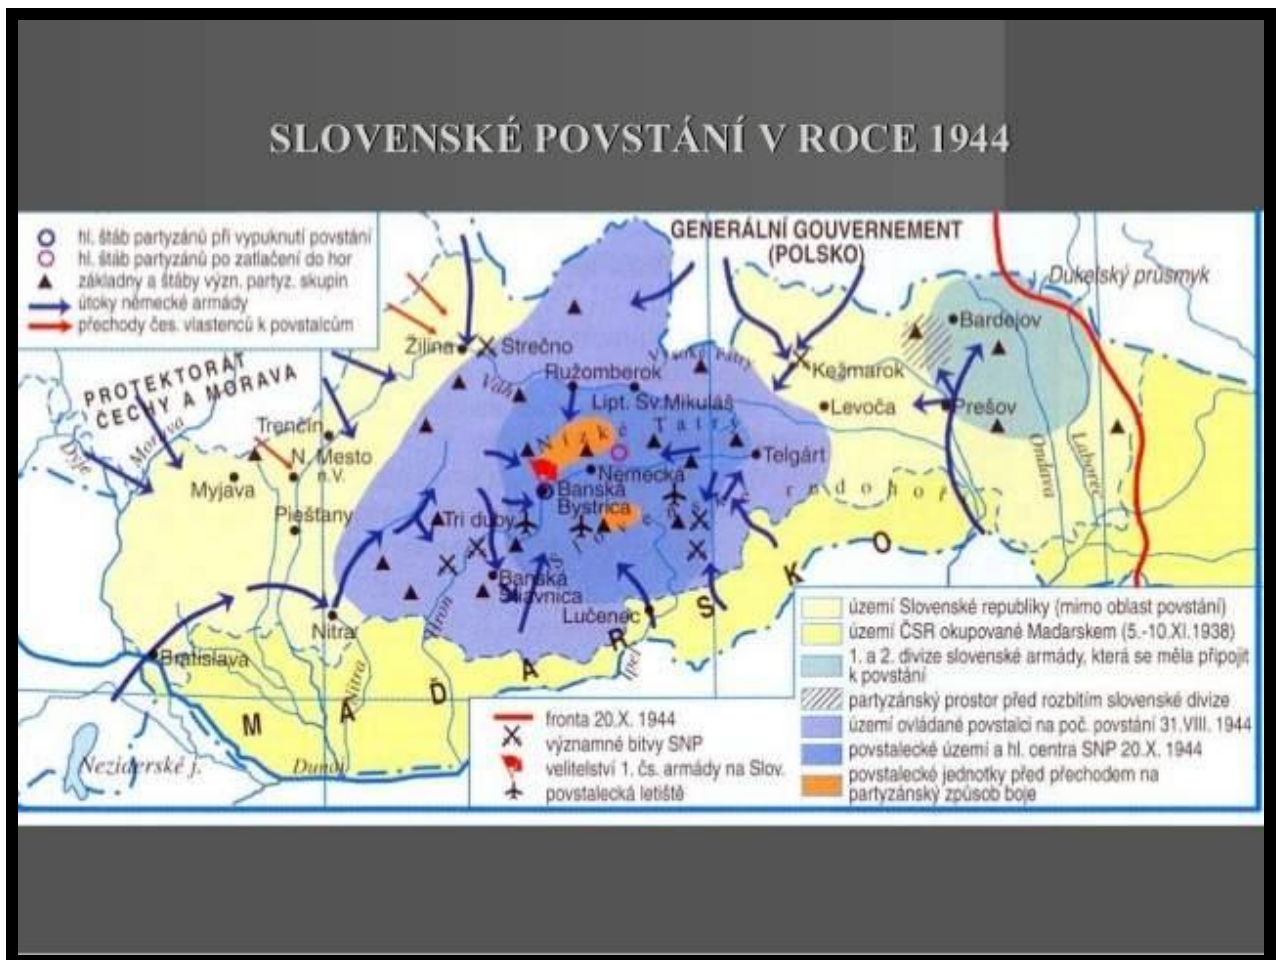 SLOVENSKÉ POVSTÁNÍ V ROCE 1944
hl. štáb partyzánů při vypuknutí povstání
hl. štáb partyzánů po zatlačení do hor
základny a štáby význ. partyz. skupin
útoky německé armády
přechody čes. vlastenců k povstalcům
GENERÁLNÍ GOUVERNEMENT
(POLSKO)
Dukelský průsmyk
PROTEKTORÁT
ČECHY A MORAVA
Dyje
Morava
Žilina
Strečno
Váh
Ružomberok
Vysoké Tatry
Lipt. Sv. Mikuláš
Kežmarok
Levoča
Bardejov
Prešov
Ondava
Laborec
Trenčín
N. Mesto
n. V.
Myjava
Piešťany
Nízké Tatry
Telgárt
Nemecká
Banská
Bystrica
Tri duby
Banská
Štiavnica
Hron
Lučenec
Ipeľ
Nitra
Nitra
Bratislava
MAĎARSKO
Neziderské j.
Dunaj
fronta 20.X. 1944
významné bitvy SNP
velitelství 1. čs. armády na Slov.
povstalecká letiště
území Slovenské republiky (mimo oblast povstání)
území ČSR okupované Maďarskem (5.-10.XI.1938)
1. a 2. divize slovenské armády, která se měla připojit
k povstání
partyzánský prostor před rozbitím slovenské divize
území ovládané povstalci na poč. povstání 31.VIII. 1944
povstalecké území a hl. centra SNP 20.X. 1944
povstalecké jednotky před přechodem na
partyzánský způsob boje